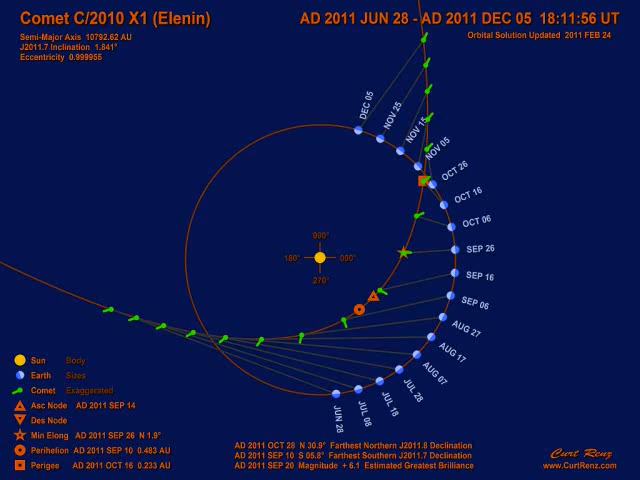 Comet C/2010 X1 (Elenin)
AD 2011 JUN 28 - AD 2011 DEC 05 18:11:56 UT
Semi-Major Axis 10792.62 AU
J2011.7 Inclination 1.841°
Eccentricity 0.999955
Orbital Solution Updated 2011 FEB 24
DEC 05
NOV 25
NOV 15
NOV 05
OCT 26
OCT 16
OCT 06
SEP 26
SEP 16
SEP 06
AUG 27
AUG 17
AUG 07
JUL 28
JUL 18
JUL 08
JUN 28
090°
180°
000°
270°
Sun Body
Earth Sizes
Comet Exaggerated
Asc Node AD 2011 SEP 14
Des Node
Min Elong AD 2011 SEP 26 N 1.9°
Perihelion AD 2011 SEP 10 0.483 AU
Perigee AD 2011 OCT 16 0.233 AU
AD 2011 OCT 28 N 30.9° Farthest Northern J2011.8 Declination
AD 2011 SEP 10 S 05.8° Farthest Southern J2011.7 Declination
AD 2011 SEP 20 Magnitude + 6.1 Estimated Greatest Brilliance
Curt Renz
www.CurtRenz.com